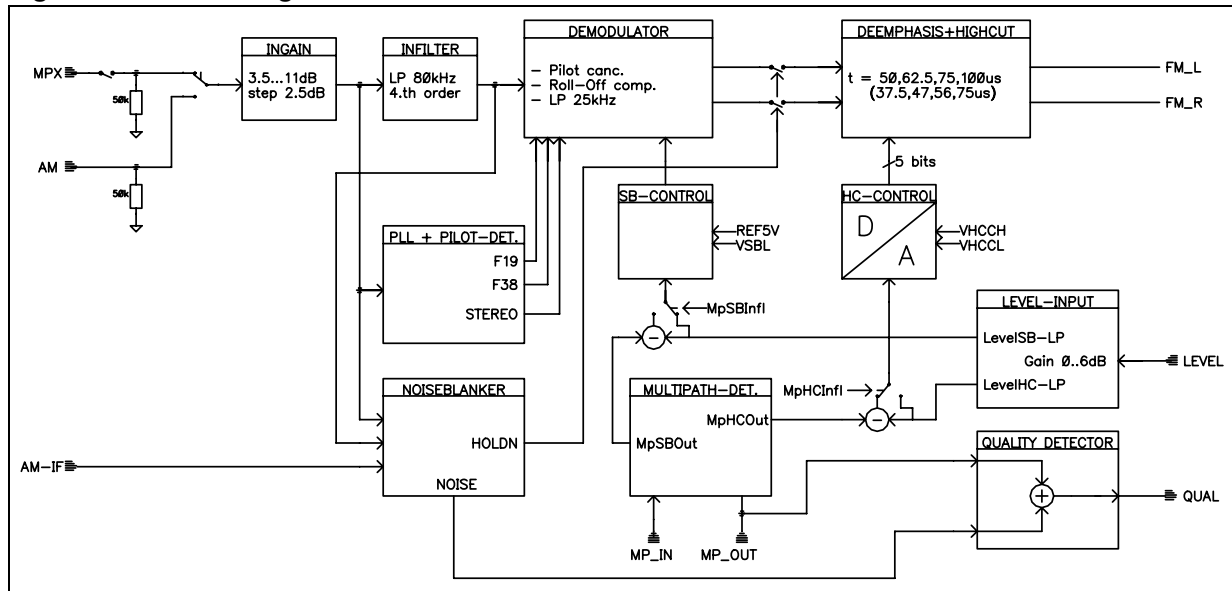 MPX
50k
AM
50k
INGAIN
3.5...11dB
step 2.5dB
INFILTER
LP 80kHz
4.th order
DEMODULATOR
– Pilot canc.
– Roll-Off comp.
– LP 25kHz
DEEMPHASIS+HIGHCUT
t = 50,62.5,75,100us
(37.5,47,56,75us)
FM_L
FM_R
5 bits
SB-CONTROL
REF5V
VSBL
HC-CONTROL
D
A
VHCCH
VHCCL
PLL + PILOT-DET.
F19
F38
STEREO
MpSBInfl
LEVEL-INPUT
LevelSB-LP
Gain 0..6dB
LevelHC-LP
LEVEL
NOISEBLANKER
HOLDN
NOISE
AM-IF
MULTIPATH-DET.
MpHCOut
MpSBOut
MpHCInfl
QUALITY DETECTOR
QUAL
MP_IN
MP_OUT